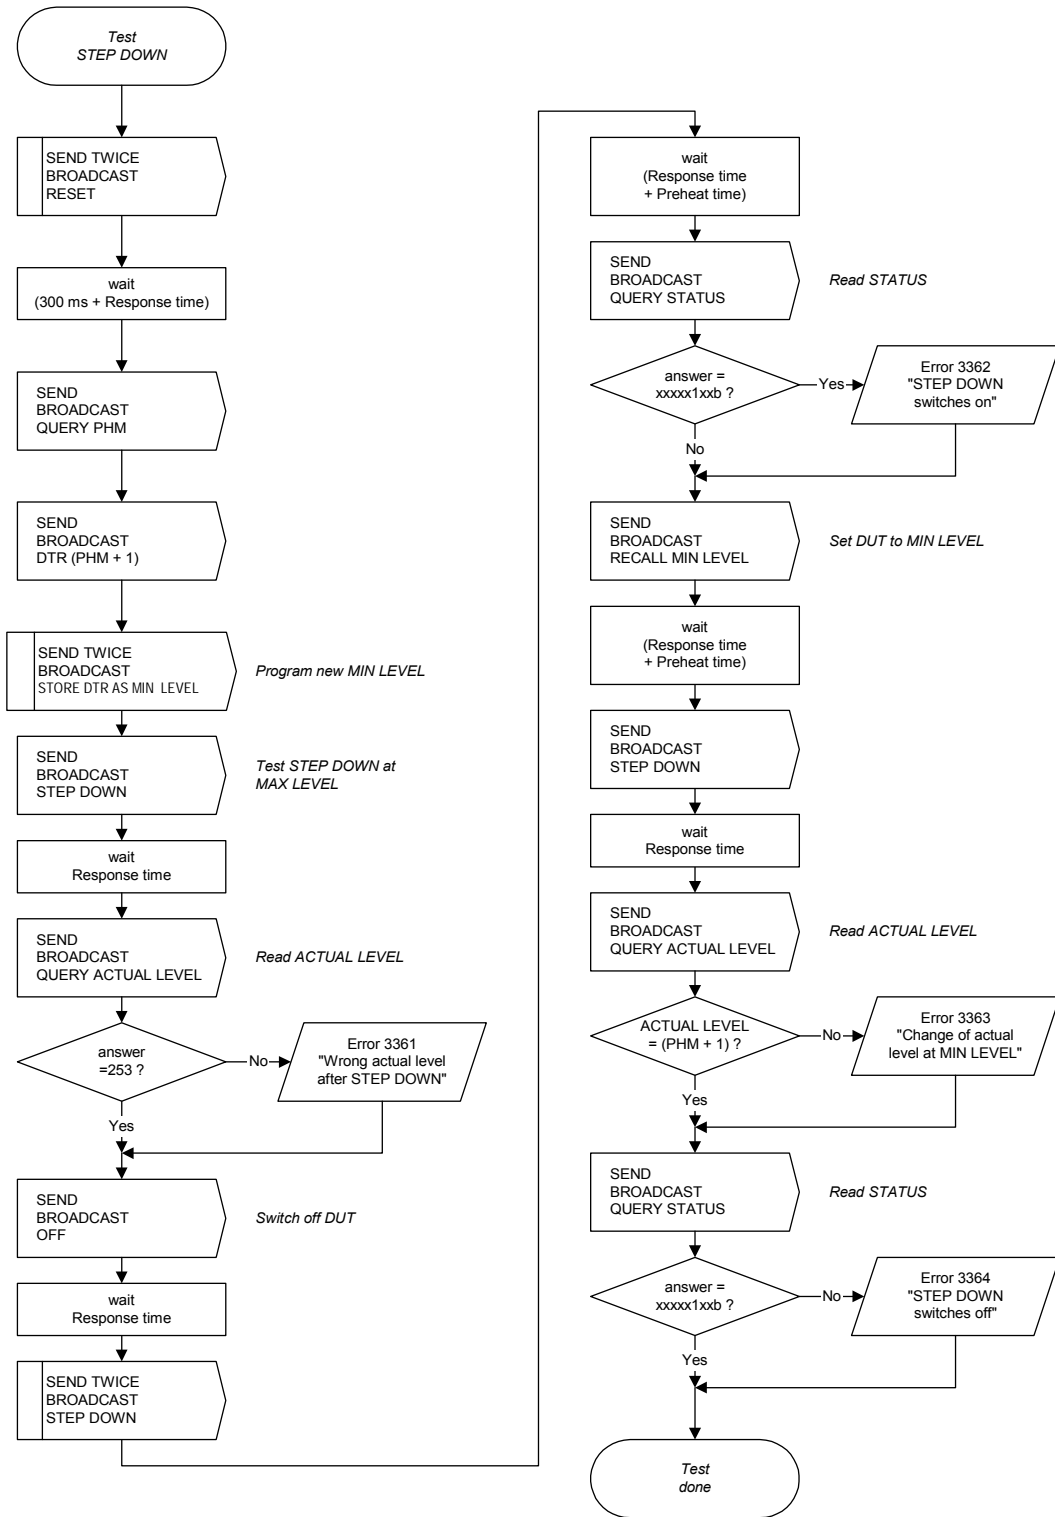 Test
STEP DOWN
SEND TWICE
BROADCAST
RESET
wait
(300 ms + Response time)
SEND
BROADCAST
QUERY PHM
SEND
BROADCAST
DTR (PHM + 1)
SEND TWICE
BROADCAST
STORE DTR AS MIN LEVEL
Program new MIN LEVEL
SEND
BROADCAST
STEP DOWN
Test STEP DOWN at
MAX LEVEL
wait
Response time
SEND
BROADCAST
QUERY ACTUAL LEVEL
Read ACTUAL LEVEL
answer
=253 ?
No
Error 3361
"Wrong actual level
after STEP DOWN"
Yes
SEND
BROADCAST
OFF
Switch off DUT
wait
Response time
SEND TWICE
BROADCAST
STEP DOWN
wait
(Response time
+ Preheat time)
SEND
BROADCAST
QUERY STATUS
Read STATUS
answer =
xxxxx1xxb ?
Yes
Error 3362
"STEP DOWN
switches on"
No
SEND
BROADCAST
RECALL MIN LEVEL
Set DUT to MIN LEVEL
wait
(Response time
+ Preheat time)
SEND
BROADCAST
STEP DOWN
wait
Response time
SEND
BROADCAST
QUERY ACTUAL LEVEL
Read ACTUAL LEVEL
ACTUAL LEVEL
= (PHM + 1) ?
No
Error 3363
"Change of actual
level at MIN LEVEL"
Yes
SEND
BROADCAST
QUERY STATUS
Read STATUS
answer =
xxxxx1xxb ?
No
Error 3364
"STEP DOWN
switches off"
Yes
Test
done